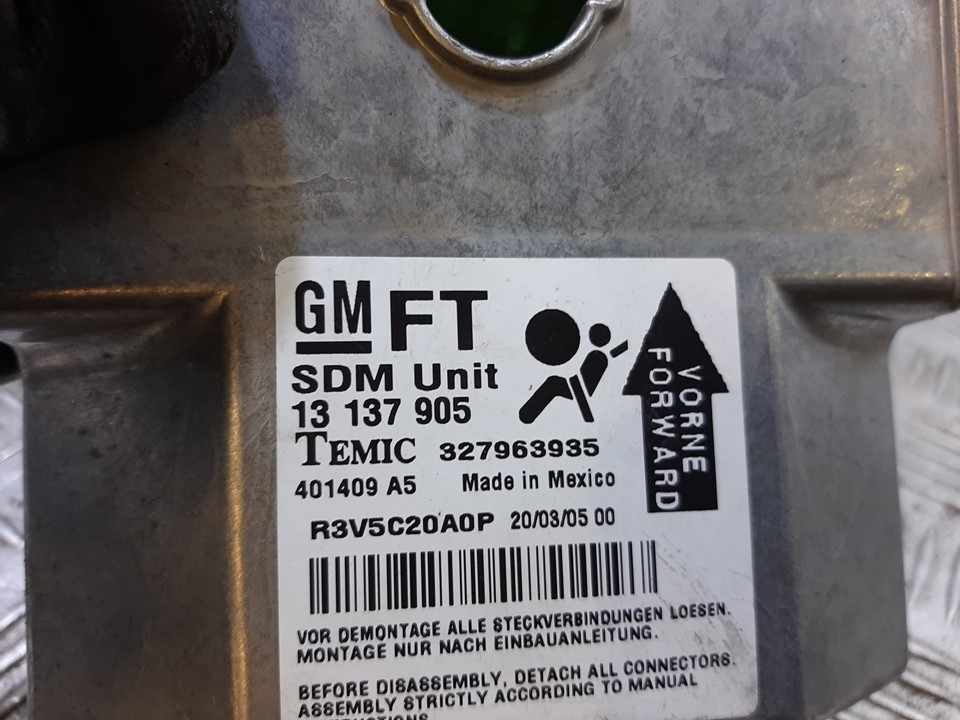 GM FT
SDM Unit
13 137 905
TEMIC 327963935
401409 A5 Made in Mexico
R3V5C20A0P 20/03/05 00
VORNE
FORWARD
VOR DEMONTAGE ALLE STECKVERBINDUNGEN LOESEN.
MONTAGE NUR NACH EINBAUANLEITUNG.
BEFORE DISASSEMBLY, DETACH ALL CONNECTORS.
ASSEMBLY STRICTLY ACCORDING TO MANUAL